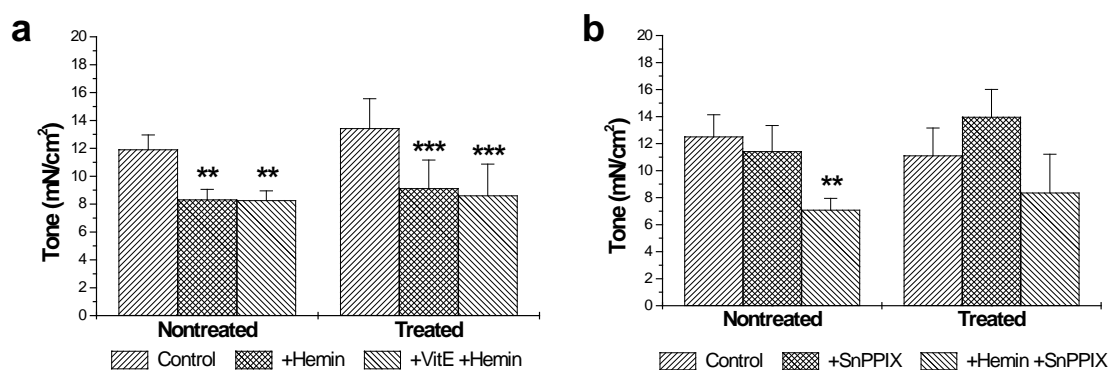 a
Tone (mN/cm²)
20
18
16
14
12
10
8
6
4
2
0
**
**
***
***
Nontreated
Treated
Control
+Hemin
+VitE +Hemin
b
Tone (mN/cm²)
20
18
16
14
12
10
8
6
4
2
0
**
Nontreated
Treated
Control
+SnPPIX
+Hemin +SnPPIX